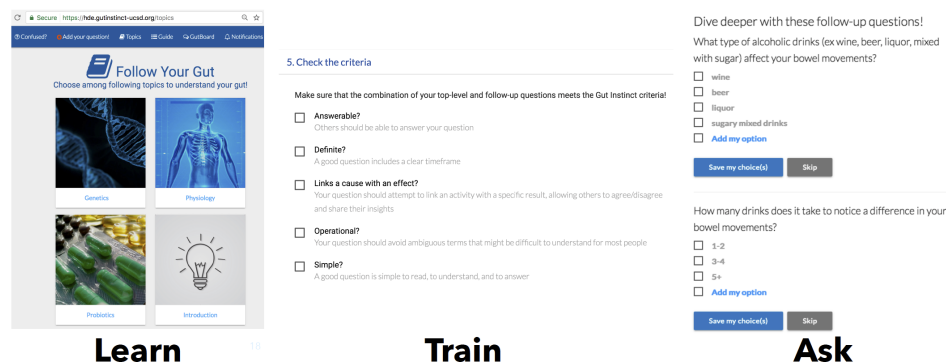 Secure https://hde.gutinstinct-ucsd.org/topics
Confused? Add your question! Topics Guide GutBoard Notifications
Follow Your Gut
Choose among following topics to understand your gut!
Genetics Physiology
Probiotics Introduction
Learn
18
5. Check the criteria
Make sure that the combination of your top-level and follow-up questions meets the Gut Instinct criteria!
Answerable?
Others should be able to answer your question
Definite?
A good question includes a clear timeframe
Links a cause with an effect?
Your question should attempt to link an activity with a specific result, allowing others to agree/disagree
and share their insights
Operational?
Your question should avoid ambiguous terms that might be difficult to understand for most people
Simple?
A good question is simple to read, to understand, and to answer
Train
Dive deeper with these follow-up questions!
What type of alcoholic drinks (ex wine, beer, liquor, mixed
with sugar) affect your bowel movements?
wine
beer
liquor
sugary mixed drinks
Add my option
Save my choice(s) Skip
How many drinks does it take to notice a difference in your
bowel movements?
1-2
3-4
5+
Add my option
Save my choice(s) Skip
Ask